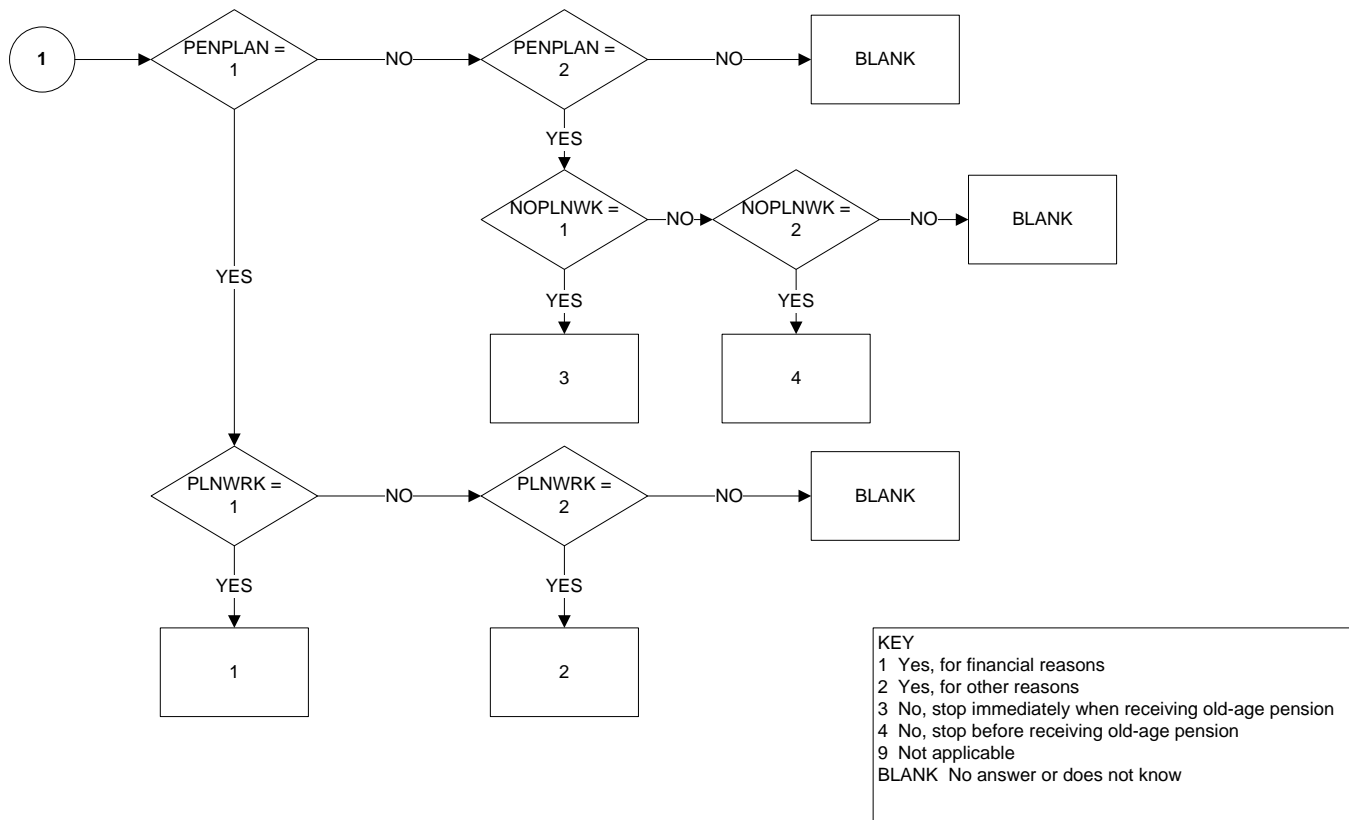 1
PENPLAN =
1
NO
PENPLAN =
2
NO
BLANK
YES
NOPLNWK =
1
NO
NOPLNWK =
2
NO
BLANK
YES
YES
YES
3
4
PLNWRK =
1
NO
PLNWRK =
2
NO
BLANK
YES
YES
1
2
KEY
1 Yes, for financial reasons
2 Yes, for other reasons
3 No, stop immediately when receiving old-age pension
4 No, stop before receiving old-age pension
9 Not applicable
BLANK No answer or does not know